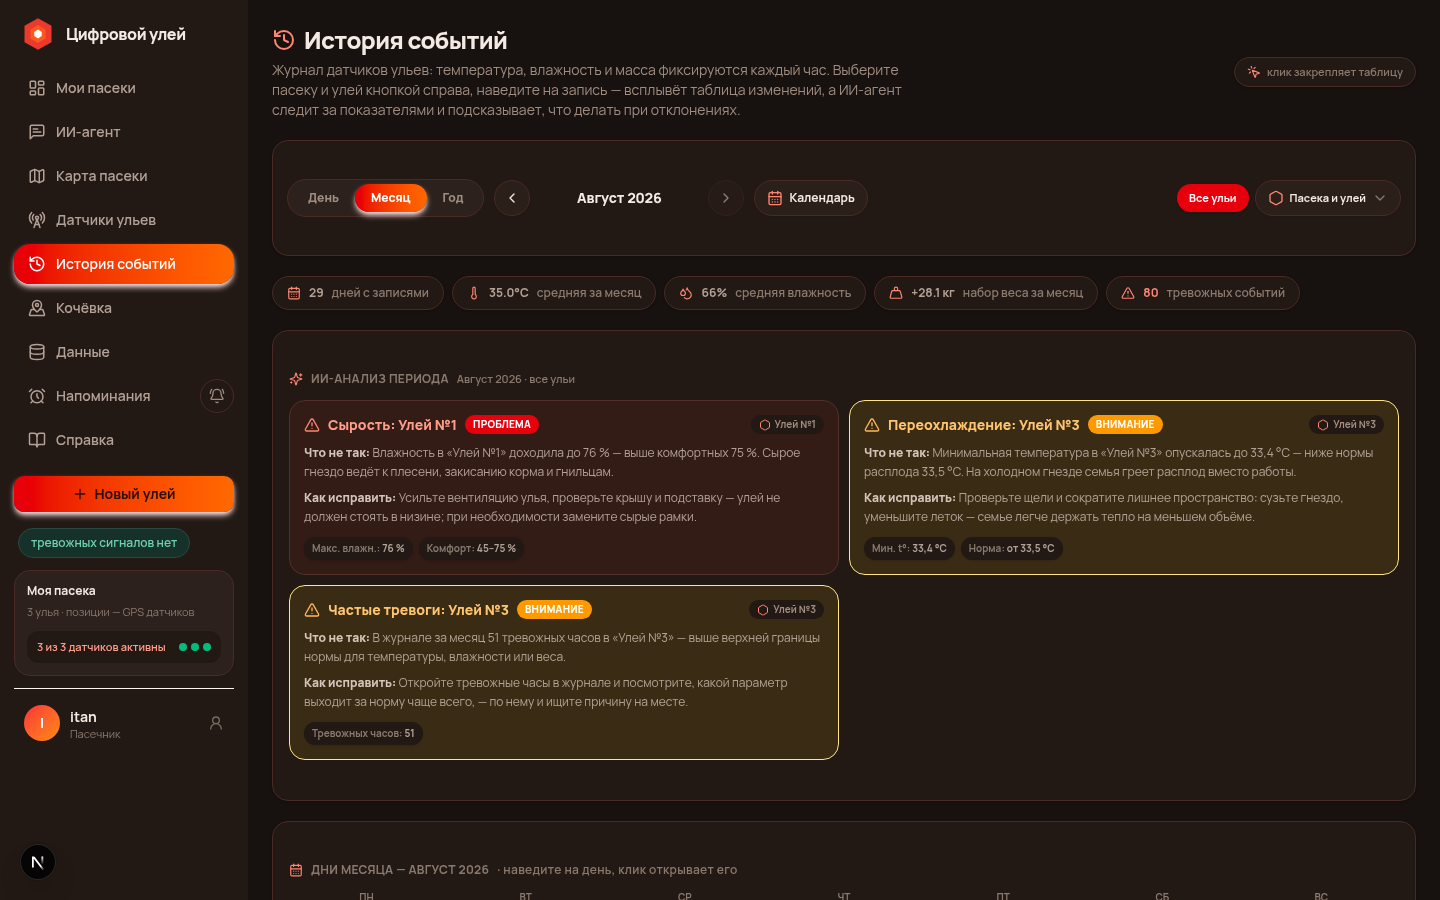 Цифровой улей
Мои пасеки
ИИ-агент
Карта пасеки
Датчики ульев
История событий
Кочёвка
Данные
Напоминания
Справка
+ Новый улей
тревожных сигналов нет
Моя пасека
3 улья · позиции — GPS датчиков
3 из 3 датчиков активны
I
itan
Пасечник
N
История событий
Журнал датчиков ульев: температура, влажность и масса фиксируются каждый час. Выберите
пасеку и улей кнопкой справа, наведите на запись — всплывёт таблица изменений, а ИИ-агент
следит за показателями и подсказывает, что делать при отклонениях.
клик закрепляет таблицу
День Месяц Год Август 2026 Календарь Все ульи Пасека и улей
29 дней с записями 35.0°C средняя за месяц 66% средняя влажность +28.1 кг набор веса за месяц 80 тревожных событий
ИИ-АНАЛИЗ ПЕРИОДА Август 2026 · все ульи
Сырость: Улей №1 ПРОБЛЕМА Улей №1
Что не так: Влажность в «Улей №1» доходила до 76 % — выше комфортных 75 %. Сырое
гнездо ведёт к плесени, закисанию корма и гнильцам.
Как исправить: Усильте вентиляцию улья, проверьте крышу и подставку — улей не
должен стоять в низине; при необходимости замените сырые рамки.
Макс. влажн.: 76 % Комфорт: 45–75 %
Переохлаждение: Улей №3 ВНИМАНИЕ Улей №3
Что не так: Минимальная температура в «Улей №3» опускалась до 33,4 °C — ниже нормы
расплода 33,5 °C. На холодном гнезде семья греет расплод вместо работы.
Как исправить: Проверьте щели и сократите лишнее пространство: сузьте гнездо,
уменьшите леток — семье легче держать тепло на меньшем объёме.
Мин. t°: 33,4 °C Норма: от 33,5 °C
Частые тревоги: Улей №3 ВНИМАНИЕ Улей №3
Что не так: В журнале за месяц 51 тревожных часов в «Улей №3» — выше верхней границы
нормы для температуры, влажности или веса.
Как исправить: Откройте тревожные часы в журнале и посмотрите, какой параметр
выходит за норму чаще всего, — по нему и ищите причину на месте.
Тревожных часов: 51
ДНИ МЕСЯЦА — АВГУСТ 2026 · наведите на день, клик открывает его
ПН ВТ СР ЧТ ПТ СБ ВС